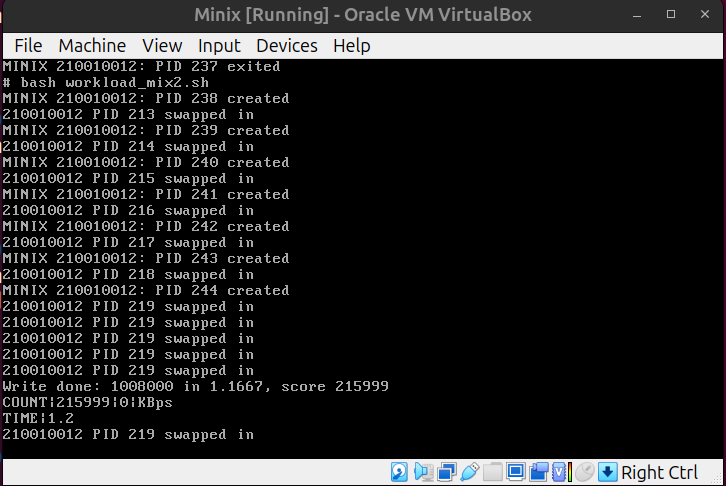 Minix [Running] - Oracle VM VirtualBox
File Machine View Input Devices Help
MINIX 210010012: PID 237 exited
# bash workload_mix2.sh
MINIX 210010012: PID 238 created
210010012 PID 213 swapped in
MINIX 210010012: PID 239 created
210010012 PID 214 swapped in
MINIX 210010012: PID 240 created
210010012 PID 215 swapped in
MINIX 210010012: PID 241 created
210010012 PID 216 swapped in
MINIX 210010012: PID 242 created
210010012 PID 217 swapped in
MINIX 210010012: PID 243 created
210010012 PID 218 swapped in
MINIX 210010012: PID 244 created
210010012 PID 219 swapped in
210010012 PID 219 swapped in
210010012 PID 219 swapped in
210010012 PID 219 swapped in
210010012 PID 219 swapped in
Write done: 1008000 in 1.1667, score 215999
COUNT|215999|0|KBps
TIME|1.2
210010012 PID 219 swapped in
Right Ctrl